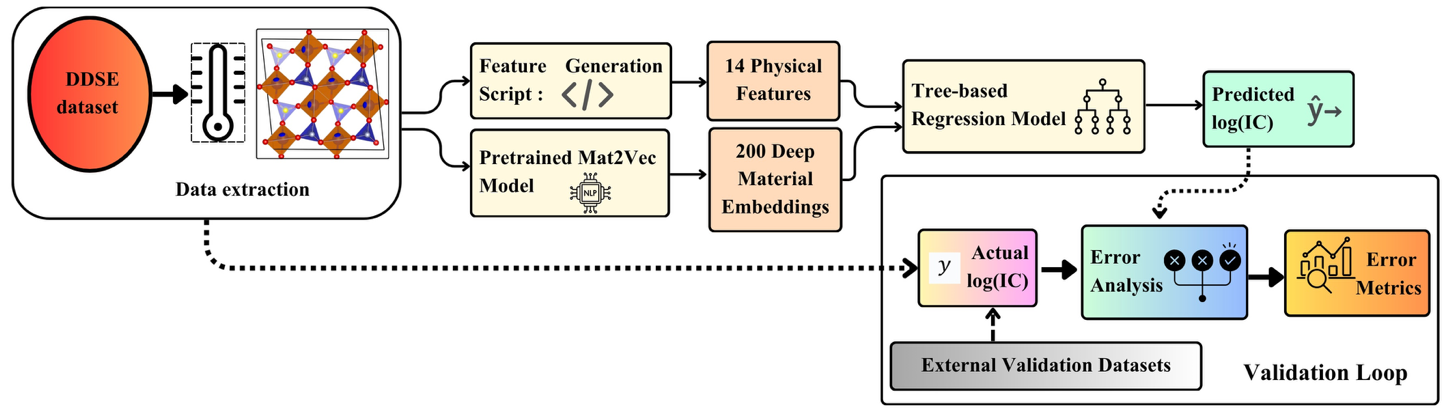 DDSE
dataset
Data extraction
Feature Generation
Script : </>
Pretrained Mat2Vec
Model
NLP
14 Physical
Features
200 Deep
Material
Embeddings
Tree-based
Regression Model
Predicted
log(IC)
ŷ→
y
Actual
log(IC)
Error
Analysis
Error
Metrics
External Validation Datasets
Validation Loop